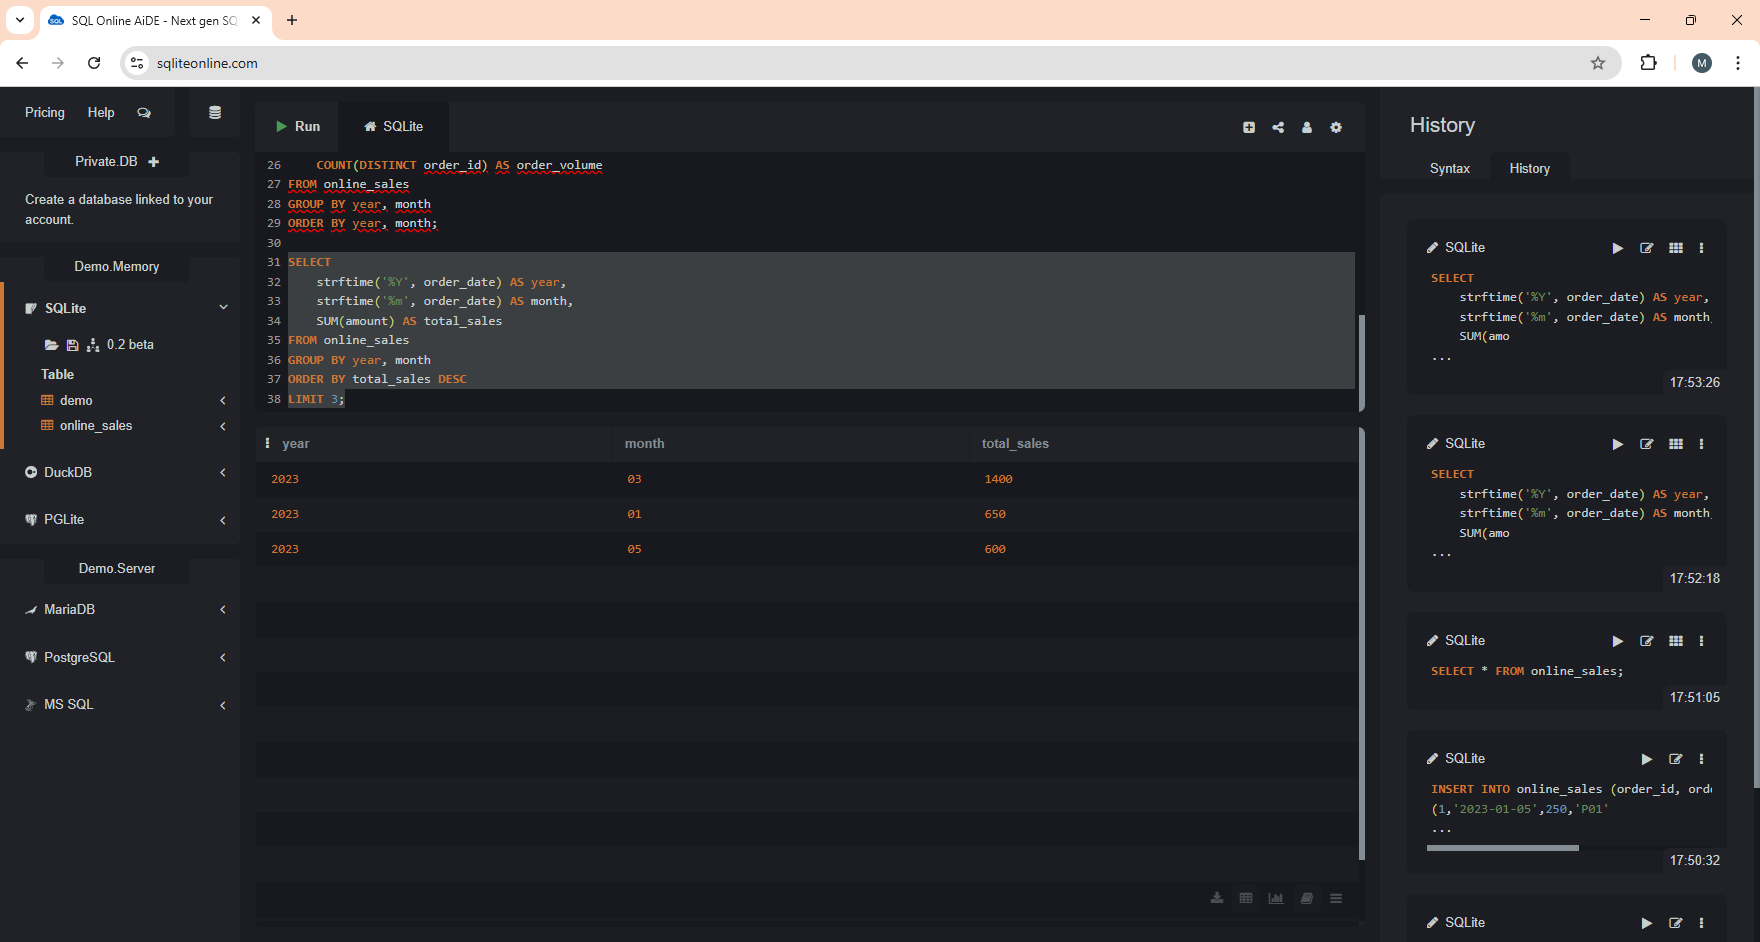 SQL Online AiDE - Next gen SQ
sqliteonline.com
M
Pricing
Help
Private.DB
Create a database linked to your
account.
Demo.Memory
SQLite
0.2 beta
Table
demo
online_sales
DuckDB
PGLite
Demo.Server
MariaDB
PostgreSQL
MS SQL
Run
SQLite
26     COUNT(DISTINCT order_id) AS order_volume
27 FROM online_sales
28 GROUP BY year, month
29 ORDER BY year, month;
30
31 SELECT
32     strftime('%Y', order_date) AS year,
33     strftime('%m', order_date) AS month,
34     SUM(amount) AS total_sales
35 FROM online_sales
36 GROUP BY year, month
37 ORDER BY total_sales DESC
38 LIMIT 3;
year month total_sales
2023 03 1400
2023 01 650
2023 05 600
History
Syntax History
SQLite
SELECT
strftime('%Y', order_date) AS year,
strftime('%m', order_date) AS month,
SUM(amo
...
17:53:26
SQLite
SELECT
strftime('%Y', order_date) AS year,
strftime('%m', order_date) AS month,
SUM(amo
...
17:52:18
SQLite
SELECT * FROM online_sales;
17:51:05
SQLite
INSERT INTO online_sales (order_id, orde
(1,'2023-01-05',250,'P01'
...
17:50:32
SQLite